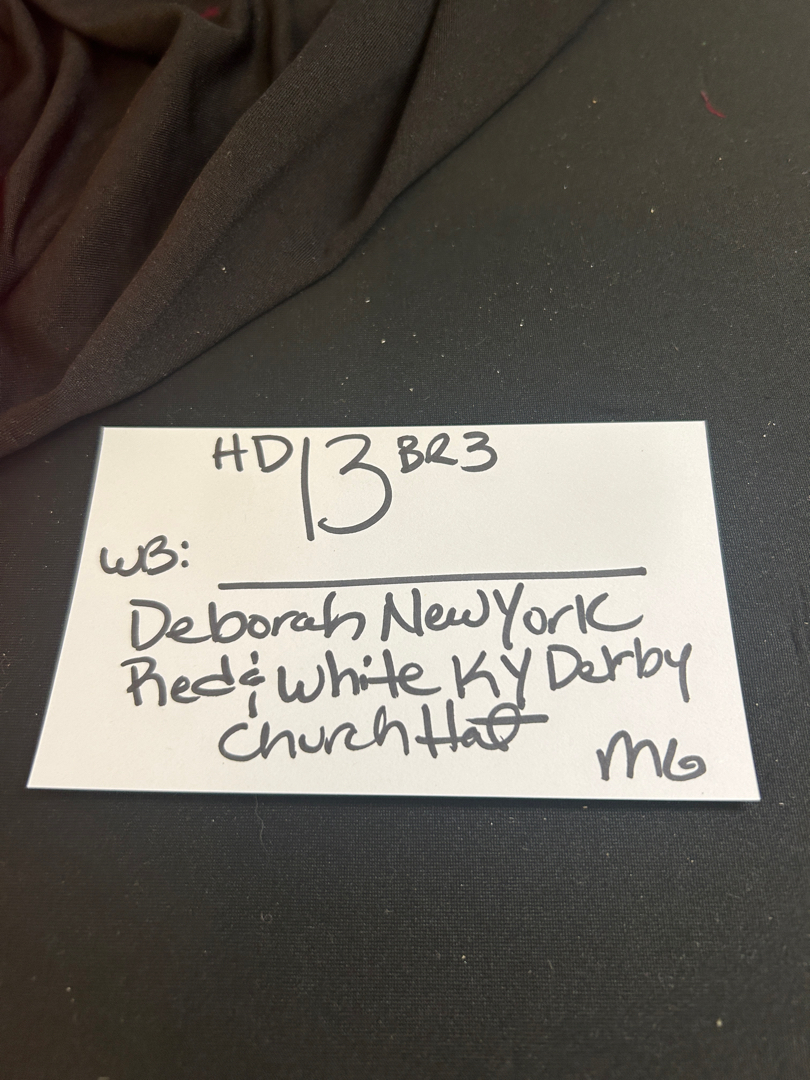 HD 13 BR3
WB:
Deborah New York
Red & White KY Derby
Church Hat
MG